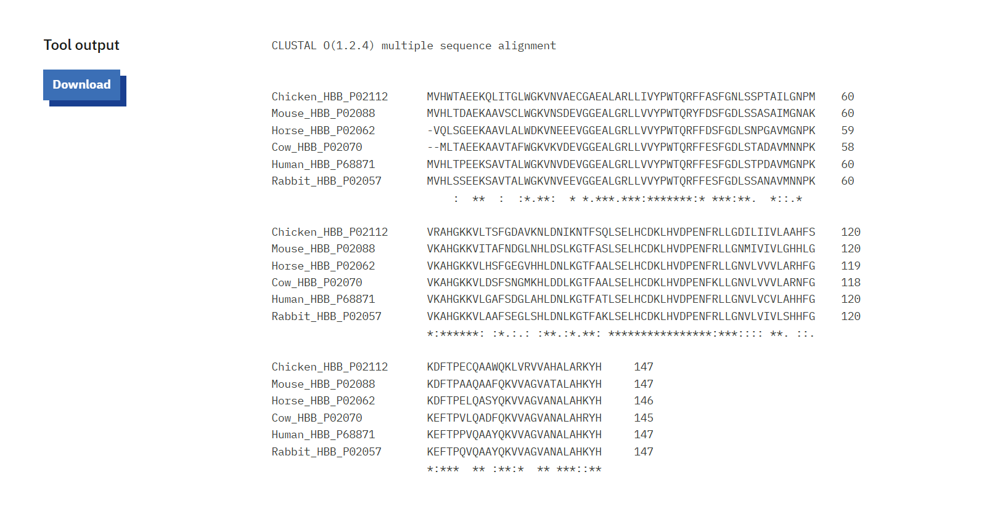 Tool output
Download
CLUSTAL O(1.2.4) multiple sequence alignment
Chicken_HBB_P02112      MVHWTAEEKQLITGLWGKVNVAECGAEALARLLIVYPWTQRFFASFGNLSSPTAILGNPM    60
Mouse_HBB_P02088        MVHLTDAEKAAVSCLWGKVNSDEVGGEALGRLLVVYPWTQRYFDSFGDLSSASAIMGNAK    60
Horse_HBB_P02062        -VQLSGEEKAAVLALWDKVNEEEVGGEALGRLLVVYPWTQRFFDSFGDLSNPGAVMGNPK    59
Cow_HBB_P02070          --MLTAEEKAAVTAFWGKVKVDEVGGEALGRLLVVYPWTQRFFESFGDLSTADAVMNNPK    58
Human_HBB_P68871        MVHLTPEEKSAVTALWGKVNVDEVGGEALGRLLVVYPWTQRFFESFGDLSTPDAVMGNPK    60
Rabbit_HBB_P02057       MVHLSSEEKSAVTALWGKVNVEEVGGEALGRLLVVYPWTQRFFESFGDLSSANAVMNNPK    60
                            :  **  :  :*.**:  * *.***.***:*******:* ***:**.  *::.*
Chicken_HBB_P02112      VRAHGKKVLTSFGDAVKNLDNIKNTFSQLSELHCDKLHVDPENFRLLGDILIIVLAAHFS    120
Mouse_HBB_P02088        VKAHGKKVITAFNDGLNHLDSLKGTFASLSELHCDKLHVDPENFRLLGNMIVIVLGHHLG    120
Horse_HBB_P02062        VKAHGKKVLHSFGEGVHHLDNLKGTFAALSELHCDKLHVDPENFRLLGNVLVVVLARHFG    119
Cow_HBB_P02070          VKAHGKKVLDSFSNGMKHLDDLKGTFAALSELHCDKLHVDPENFKLLGNVLVVVLARNFG    118
Human_HBB_P68871        VKAHGKKVLGAFSDGLAHLDNLKGTFATLSELHCDKLHVDPENFRLLGNVLVCVLAHHFG    120
Rabbit_HBB_P02057       VKAHGKKVLAAFSEGLSHLDNLKGTFAKLSELHCDKLHVDPENFRLLGNVLVIVLSHHFG    120
                        *:******: :*.:.: :**.:*.**: ****************:***:::: **. ::.
Chicken_HBB_P02112      KDFTPECQAAWQKLVRVVAHALARKYH     147
Mouse_HBB_P02088        KDFTPAAQAAFQKVVAGVATALAHKYH     147
Horse_HBB_P02062        KDFTPELQASYQKVVAGVANALAHKYH     146
Cow_HBB_P02070          KEFTPVLQADFQKVVAGVANALAHRYH     145
Human_HBB_P68871        KEFTPPVQAAYQKVVAGVANALAHKYH     147
Rabbit_HBB_P02057       KEFTPQVQAAYQKVVAGVANALAHKYH     147
                        *:***  ** :**:*  ** ***::**